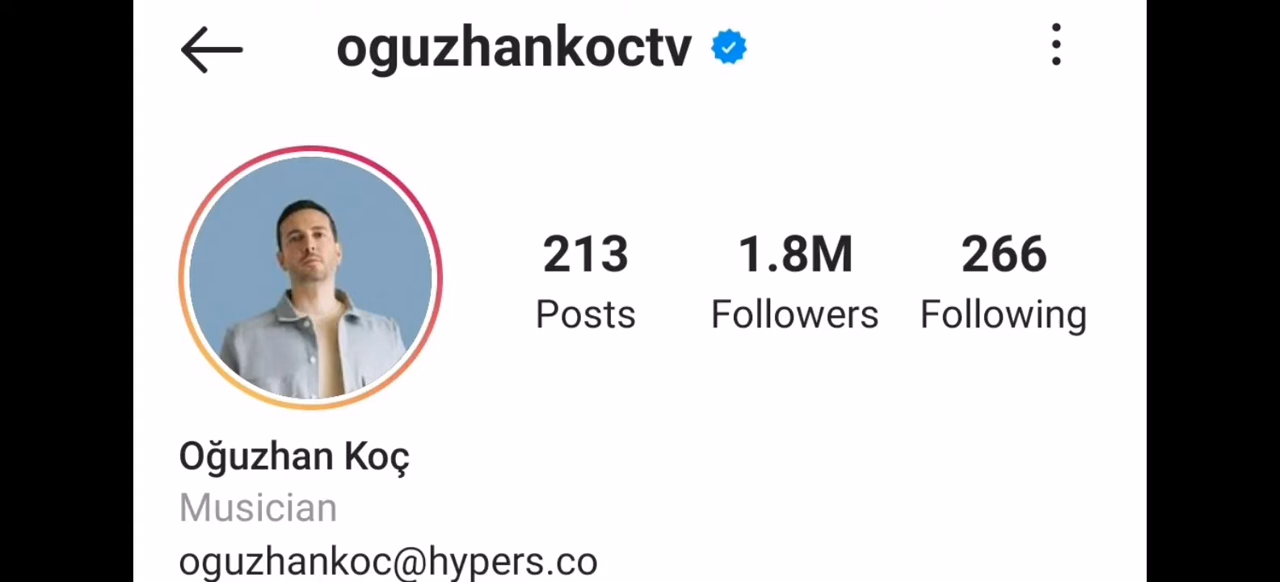 oguzhankoctv
213 1.8M 266
Posts Followers Following
Oğuzhan Koç
Musician
oguzhankoc@hypers.co